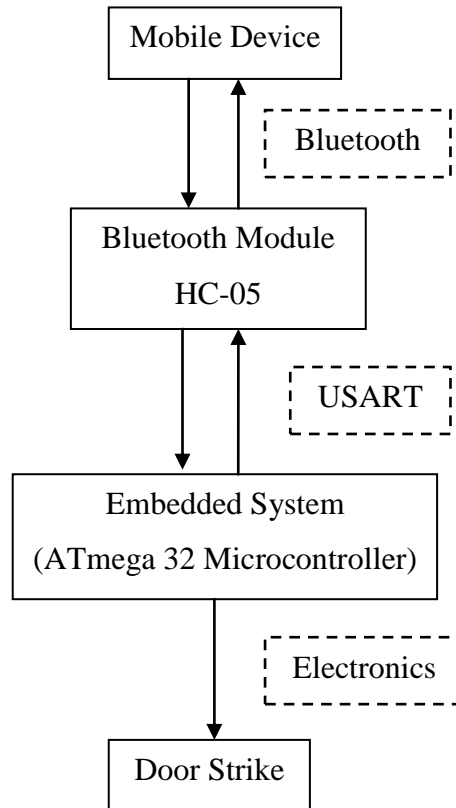 Mobile Device
Bluetooth
Bluetooth Module
HC-05
USART
Embedded System
(ATmega 32 Microcontroller)
Electronics
Door Strike